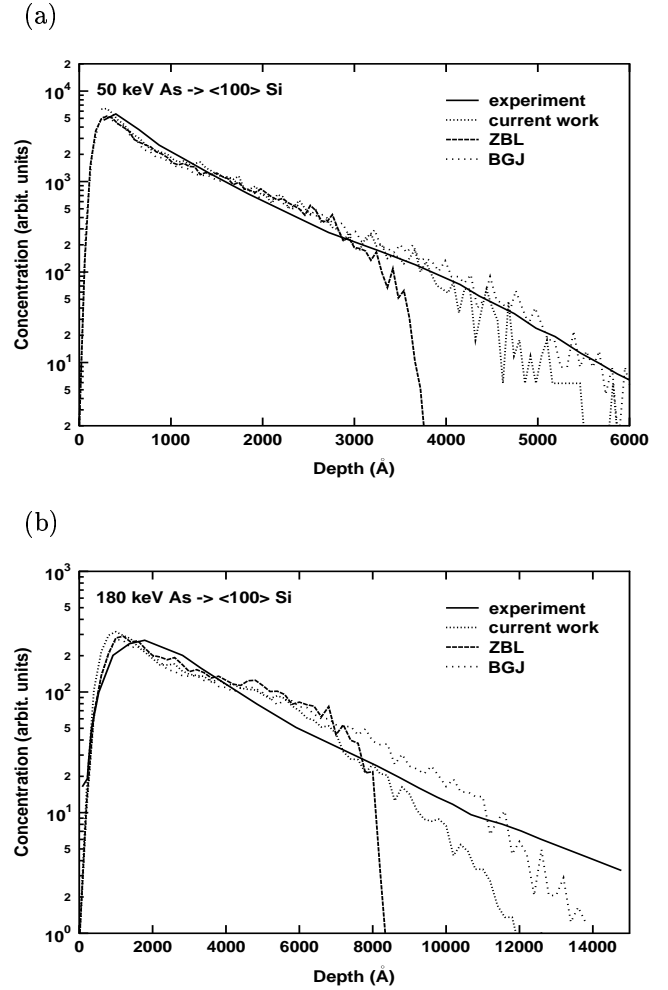 (a)
50 keV As -> <100> Si
experiment
current work
ZBL
BGJ
Concentration (arbit. units)
2
10⁴
5
2
10³
5
2
10²
5
2
10¹
5
2
0 1000 2000 3000 4000 5000 6000
Depth (Å)
(b)
180 keV As -> <100> Si
experiment
current work
ZBL
BGJ
Concentration (arbit. units)
10³
5
2
10²
5
2
10¹
5
2
10⁰
0 2000 4000 6000 8000 10000 12000 14000
Depth (Å)